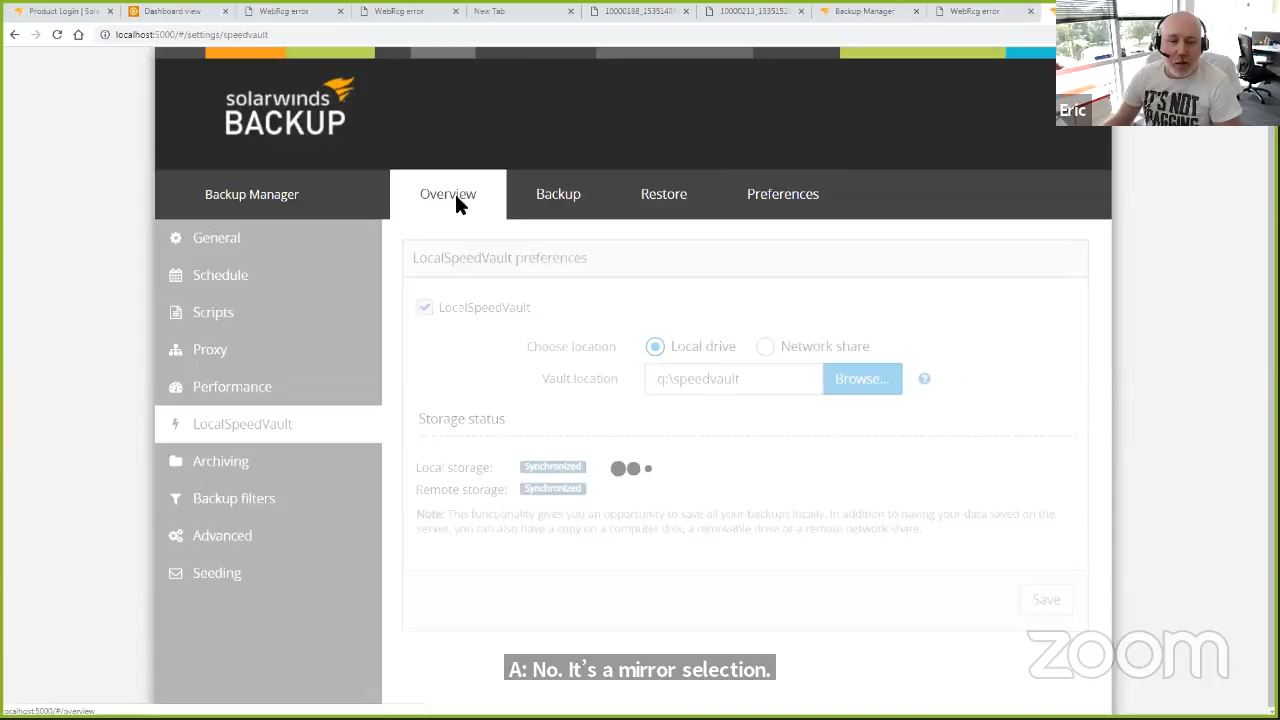 Product Login | Sola
Dashboard view
WebRcg error
WebRcg error
New Tab
10000188_1535148
10000213_1535152
Backup Manager
WebRcg error
localhost:5000/#/settings/speedvault
Eric
IT'S NOT
solarwinds
BACKUP
Backup Manager
Overview
Backup
Restore
Preferences
General
Schedule
Scripts
Proxy
Performance
LocalSpeedVault
Archiving
Backup filters
Advanced
Seeding
LocalSpeedVault preferences
LocalSpeedVault
Choose location
Local drive
Network share
Vault location
q:\speedvault
Browse...
?
Storage status
Local storage:
Synchronized
Remote storage:
Synchronized
Note: This functionality gives you an opportunity to save all your backups locally. In addition to having your data saved on the
server, you can also have a copy on a computer disk, a removable drive or a remote network share.
Save
zoom
A: No. It's a mirror selection.
localhost:5000/#/overview